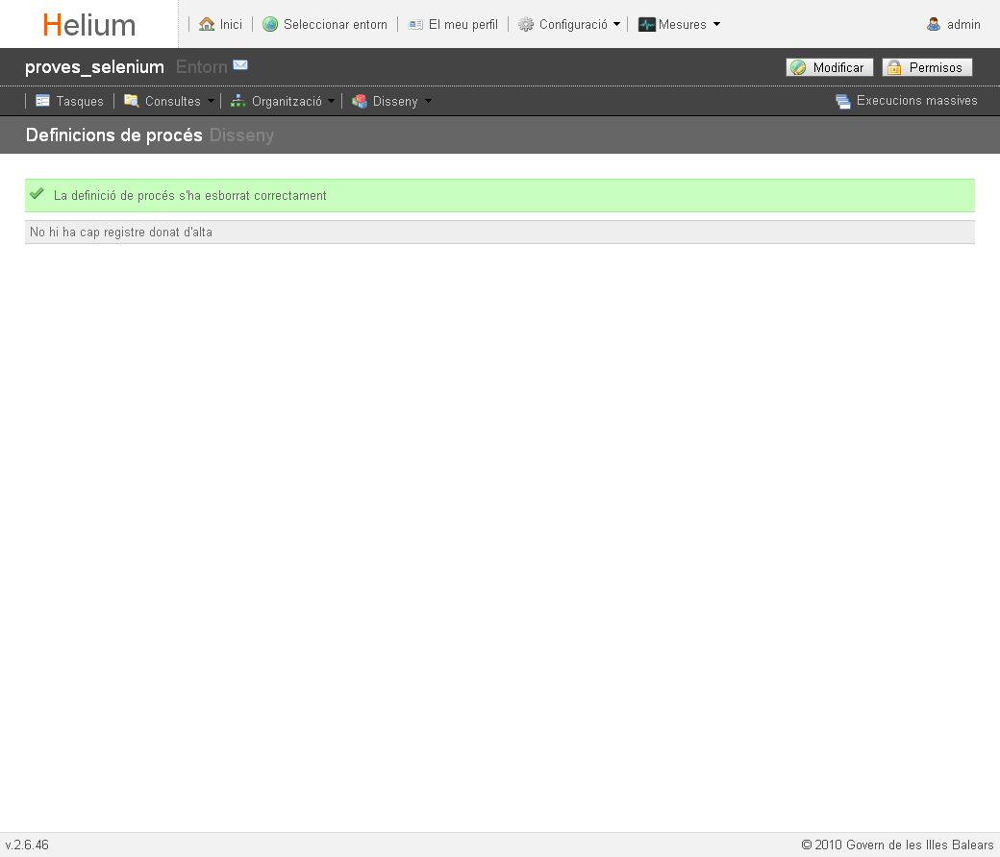 Helium Inici Seleccionar entorn El meu perfil Configuració Mesures admin
proves_selenium Entorn Modificar Permisos
Tasques Consultes Organització Disseny Execucions massives
Definicions de procés Disseny
La definició de procés s'ha esborrat correctament
No hi ha cap registre donat d'alta
v.2.6.46 © 2010 Govern de les Illes Balears